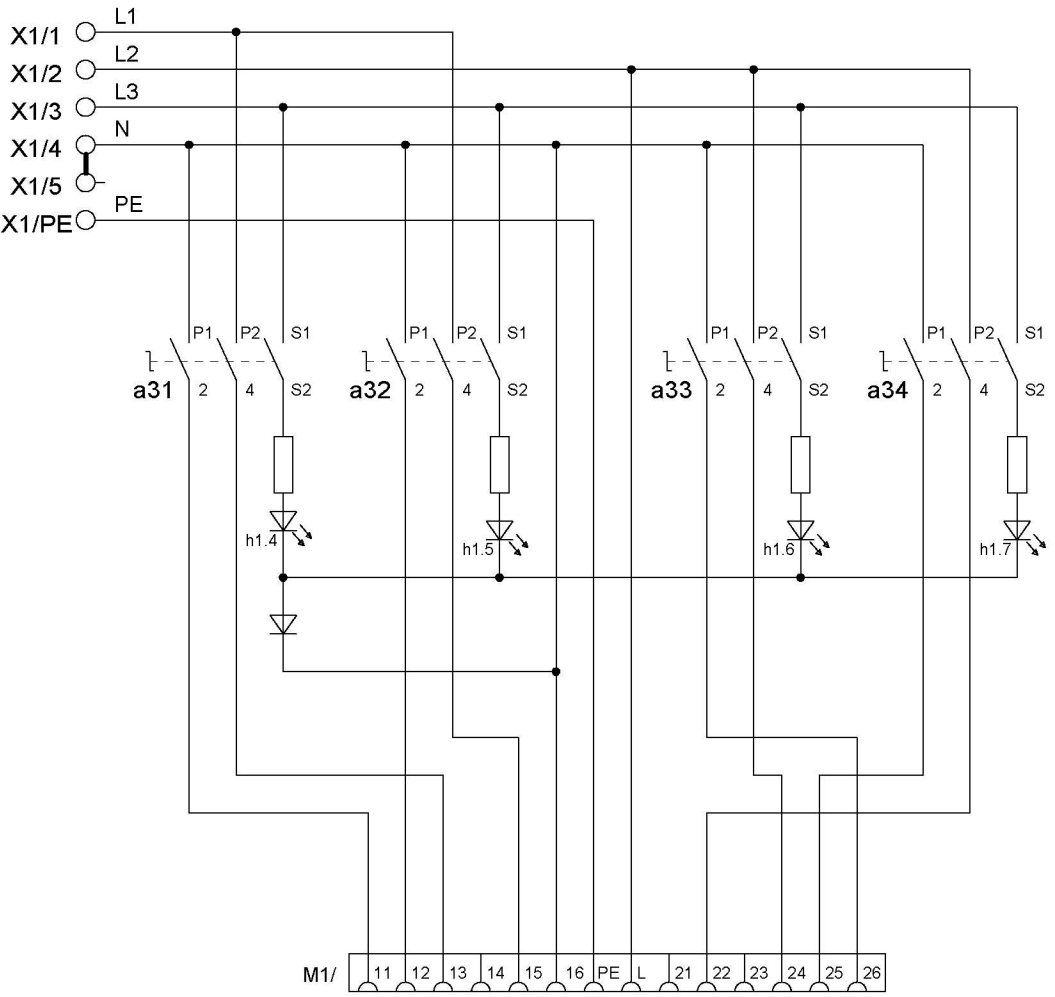 X1/1 L1
X1/2 L2
X1/3 L3
X1/4 N
X1/5
X1/PE PE
P1 P2 S1 P1 P2 S1 P1 P2 S1 P1 P2 S1
a31 2 4 S2 a32 2 4 S2 a33 2 4 S2 a34 2 4 S2
h1.4 h1.5 h1.6 h1.7
M1/ 11 12 13 14 15 16 PE L 21 22 23 24 25 26